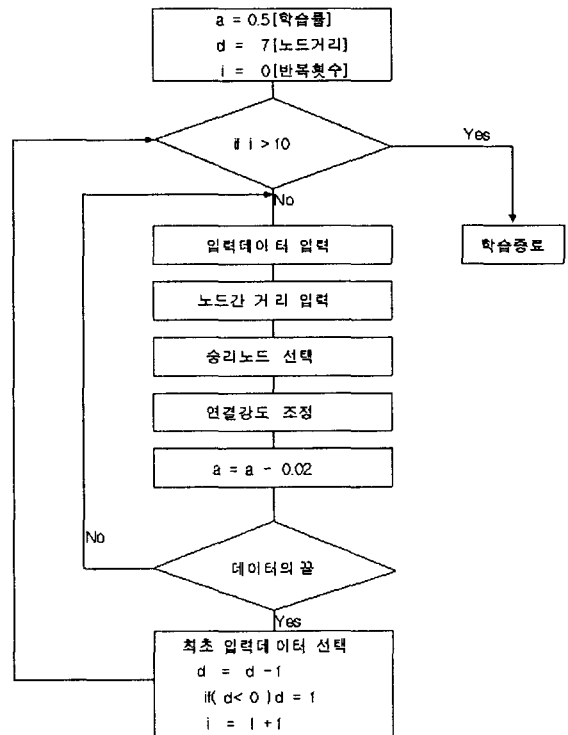 a = 0.5[학습률]
d = 7[노드거리]
i = 0[반복횟수]
if i > 10
Yes
No
학습종료
입력데이터 입력
노드간 거리 입력
승리노드 선택
연결강도 조정
a = a - 0.02
No
데이터의 끝
Yes
최초 입력데이터 선택
d = d -1
if( d< 0 )d = 1
i = I +1